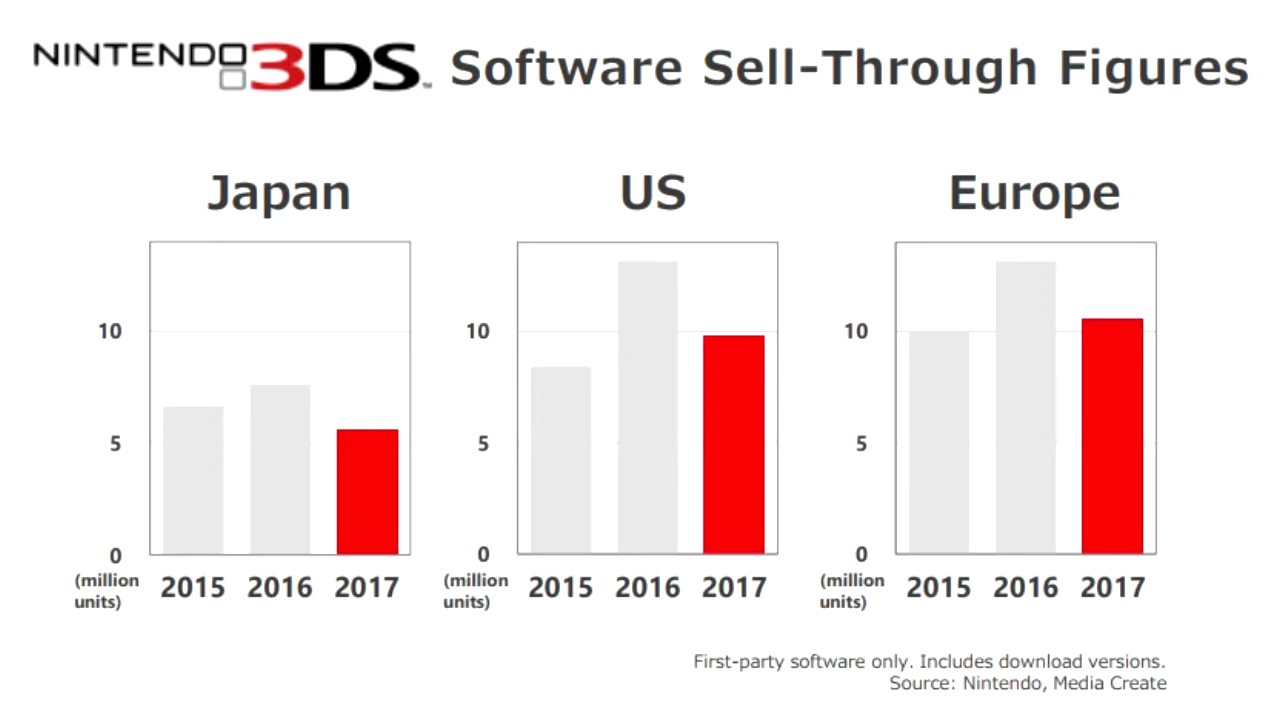 NINTENDO 3DS™ Software Sell-Through Figures
Japan
10
5
0
(million
units)
2015 2016 2017
US
10
5
0
(million
units)
2015 2016 2017
Europe
10
5
0
(million
units)
2015 2016 2017
First-party software only. Includes download versions.
Source: Nintendo, Media Create